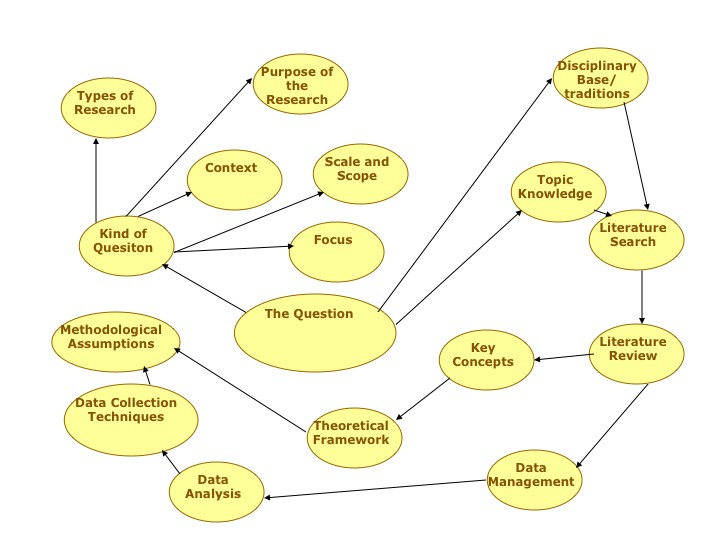 Purpose of
the
Research
Disciplinary
Base/
traditions
Types of
Research
Context
Scale and
Scope
Topic
Knowledge
Kind of
Quesiton
Focus
Literature
Search
The Question
Methodological
Assumptions
Key
Concepts
Literature
Review
Data Collection
Techniques
Theoretical
Framework
Data
Analysis
Data
Management